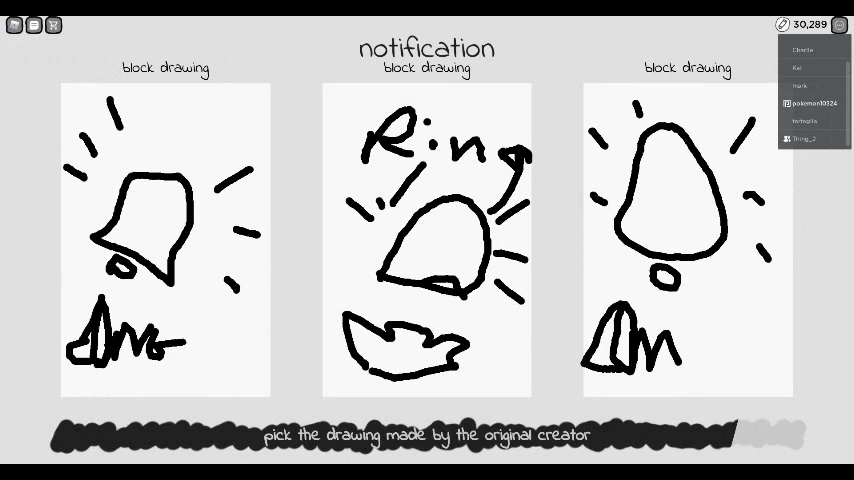 30,289
notification
block drawing
block drawing
block drawing
Charlie
Kat
mark
pokemon10324
tartaglia
Thing_2
Ring
pick the drawing made by the original creator